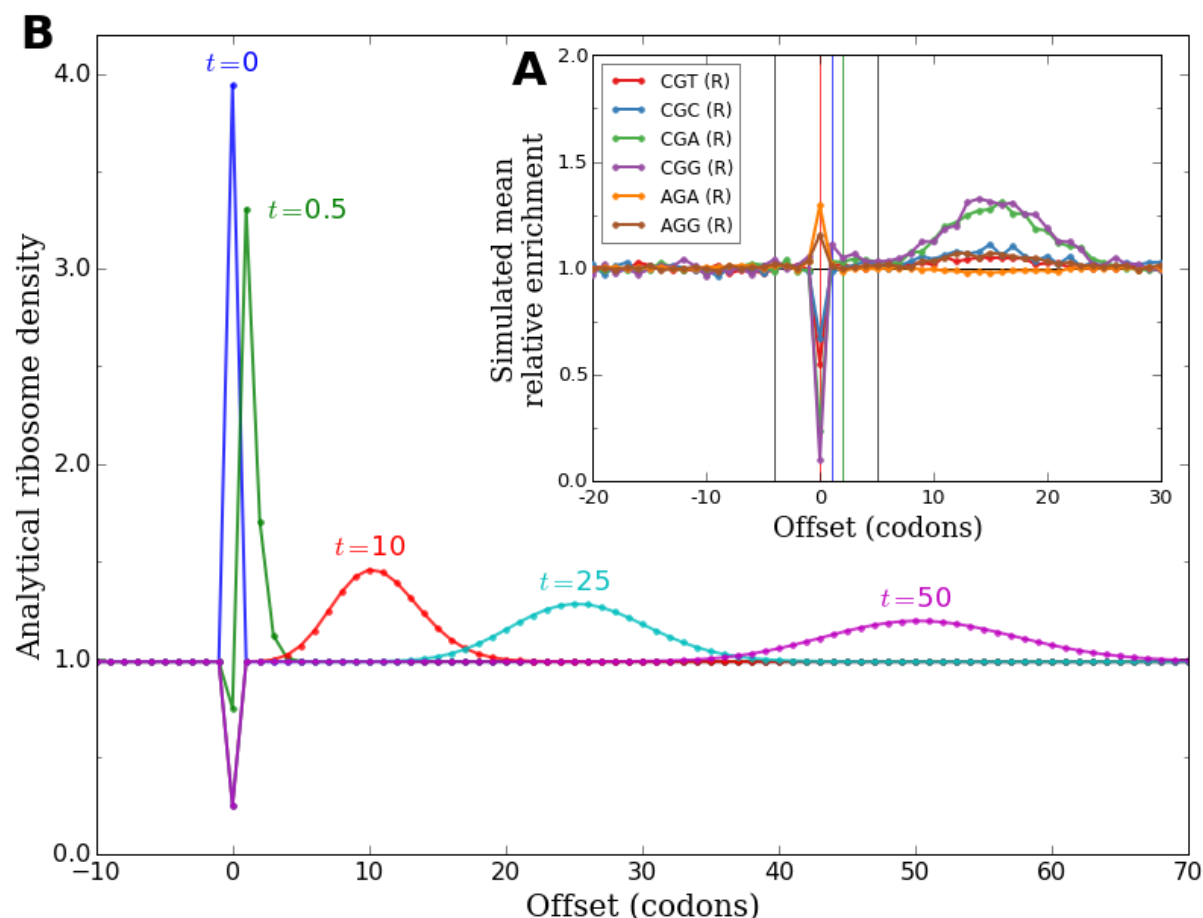 B
A
t=0
t=0.5
t=10
t=25
t=50
4.0
3.0
2.0
1.0
0.0
Analytical ribosome density
−10
0
10
20
30
40
50
60
70
Offset (codons)
2.0
1.5
1.0
0.5
0.0
Simulated mean
relative enrichment
CGT (R)
CGC (R)
CGA (R)
CGG (R)
AGA (R)
AGG (R)
-20
-10
0
10
20
30
Offset (codons)